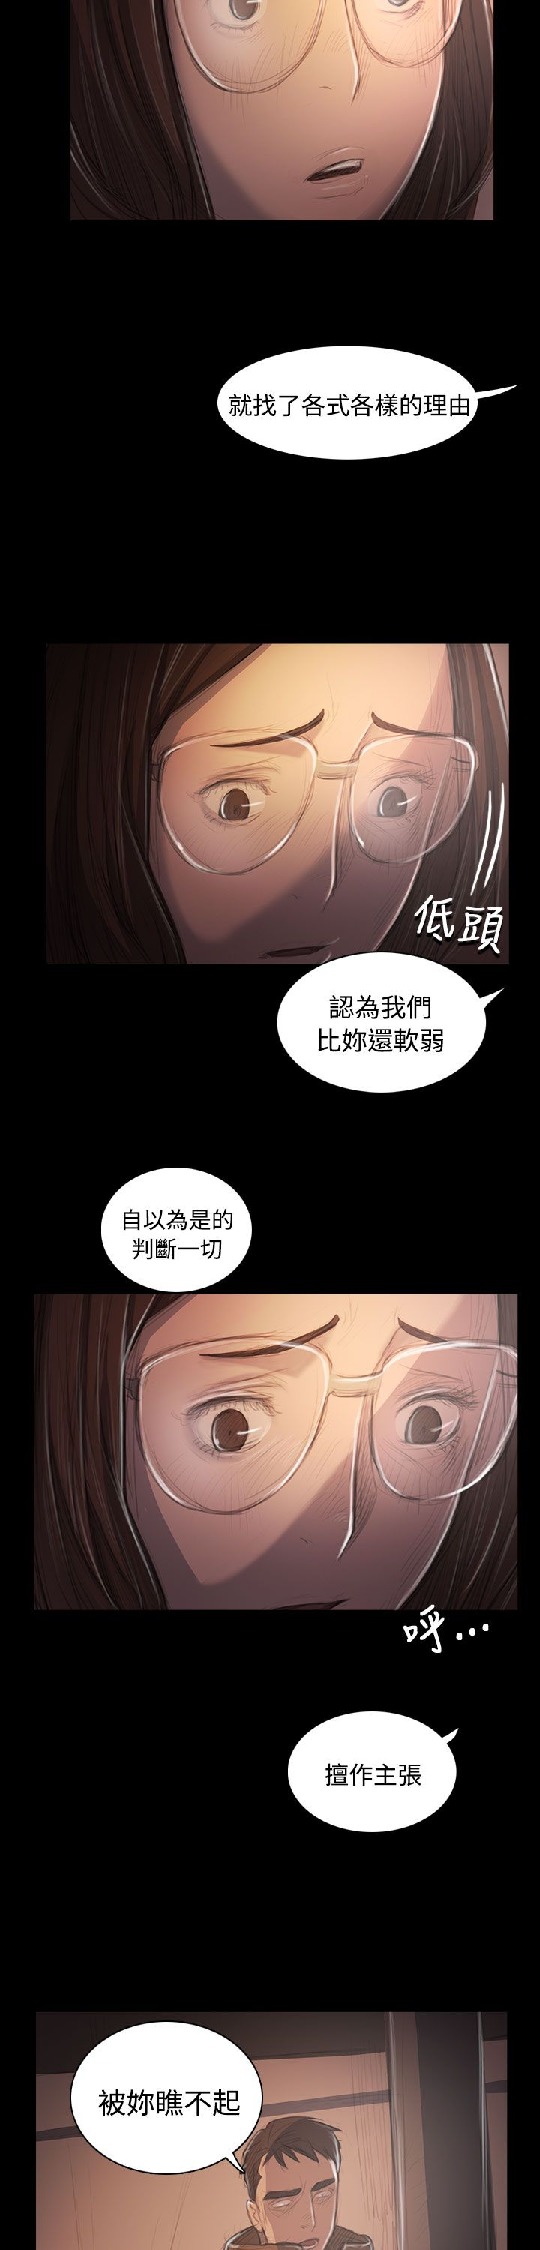 就找了各式各樣的理由
低頭
認為我們
比妳還軟弱
自以為是的
判斷一切
呼...
擅作主張
被妳瞧不起